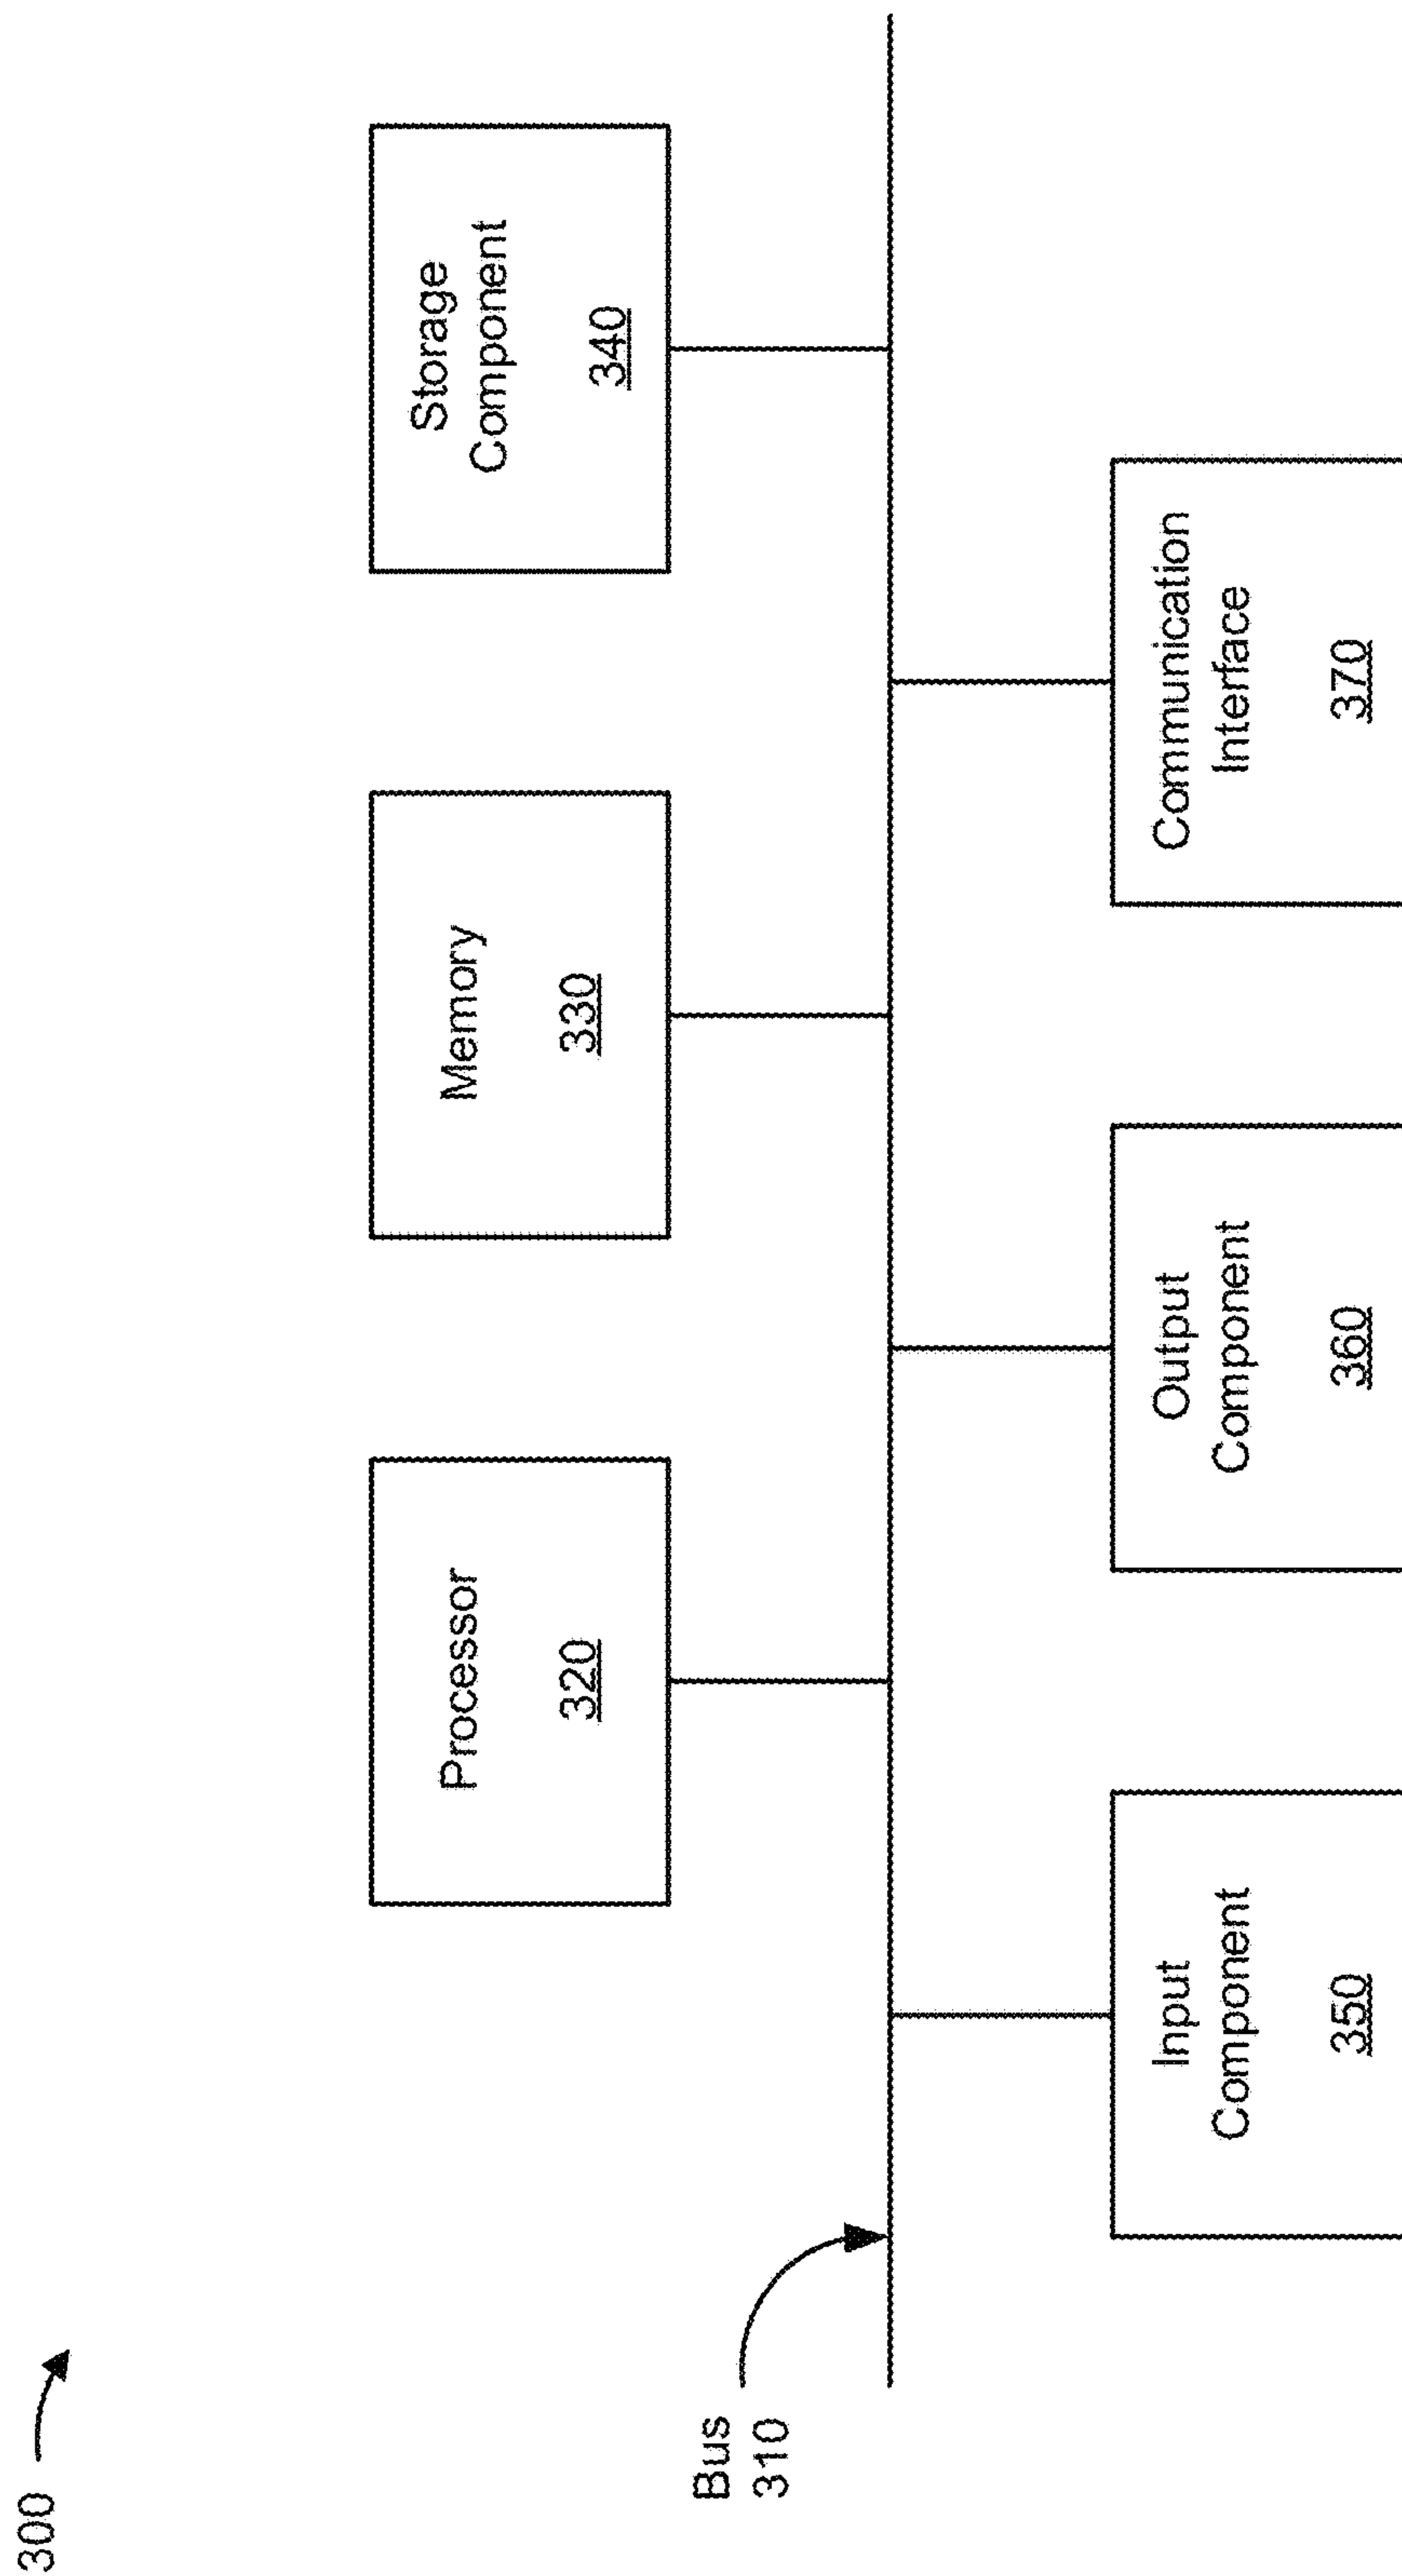 300
Processor
320
Memory
330
Storage
Component
340
Bus
310
Input
Component
350
Output
Component
360
Communication
Interface
370